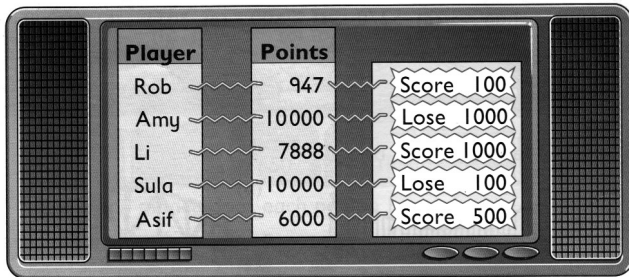 Player Points
Rob 947 Score 100
Amy 10000 Lose 1000
Li 7888 Score 1000
Sula 10000 Lose 100
Asif 6000 Score 500